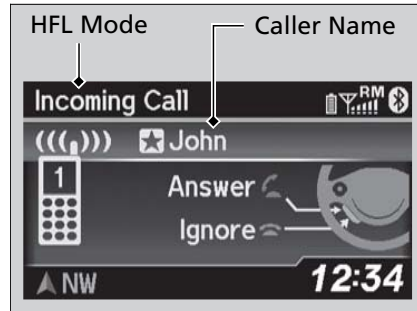 HFL Mode
Caller Name
Incoming Call RM
John
1
Answer
Ignore
NW 12:34